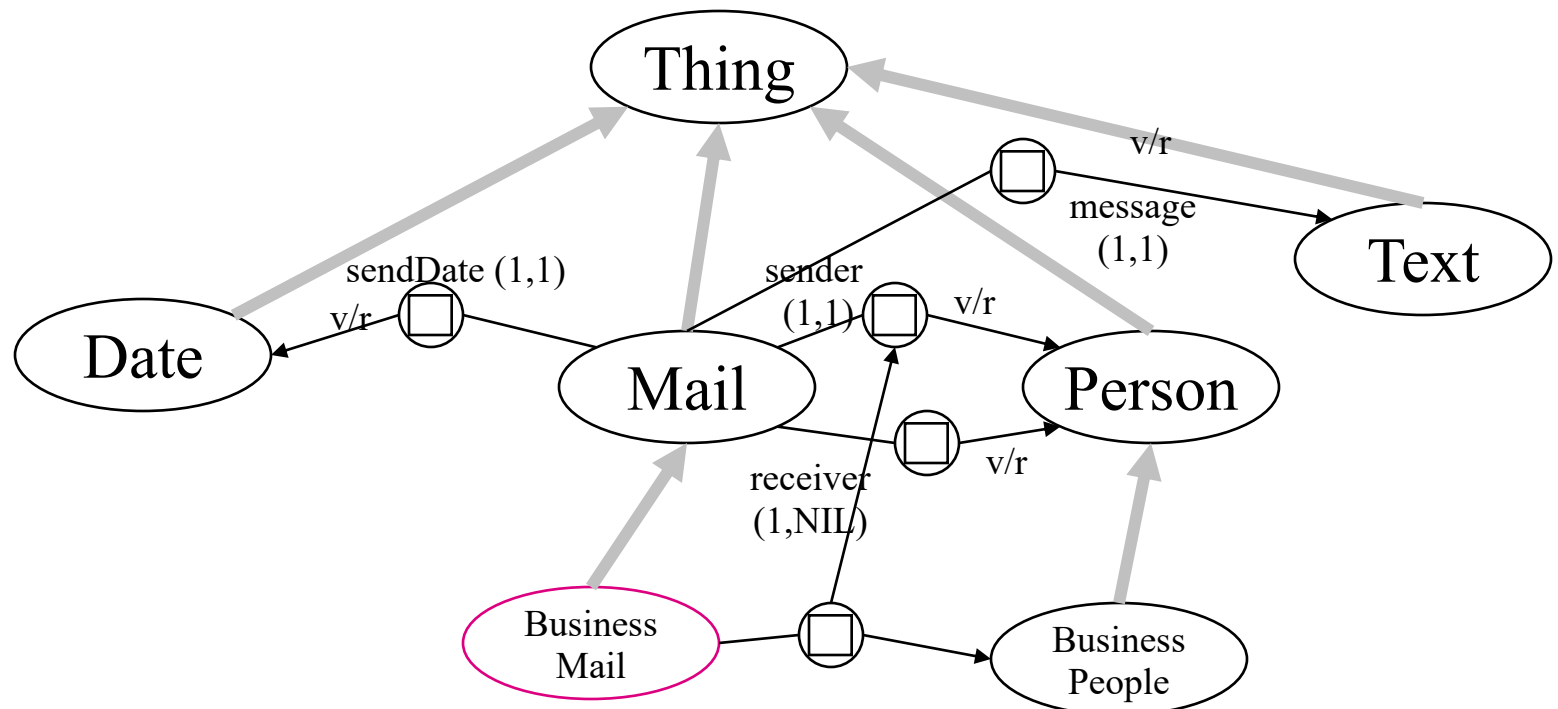 Thing
v/r
message
(1,1)
Text
sendDate (1,1)
sender
(1,1)
v/r
v/r
Date
Mail
Person
v/r
receiver
(1,NIL)
Business
Mail
Business
People